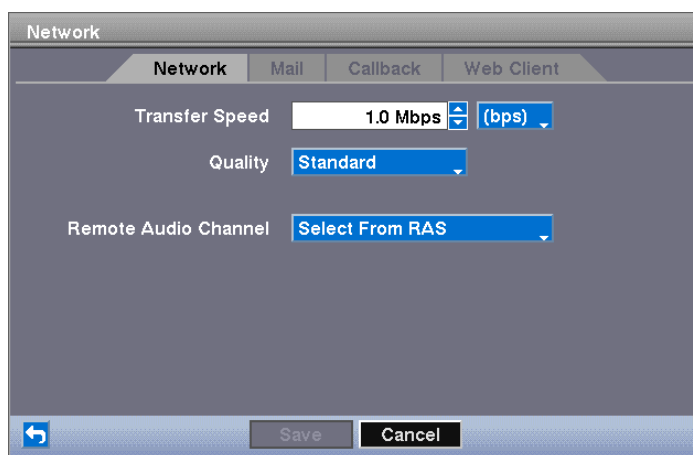 Network
Network Mail Callback Web Client
Transfer Speed 1.0 Mbps (bps)
Quality Standard
Remote Audio Channel Select From RAS
Save Cancel